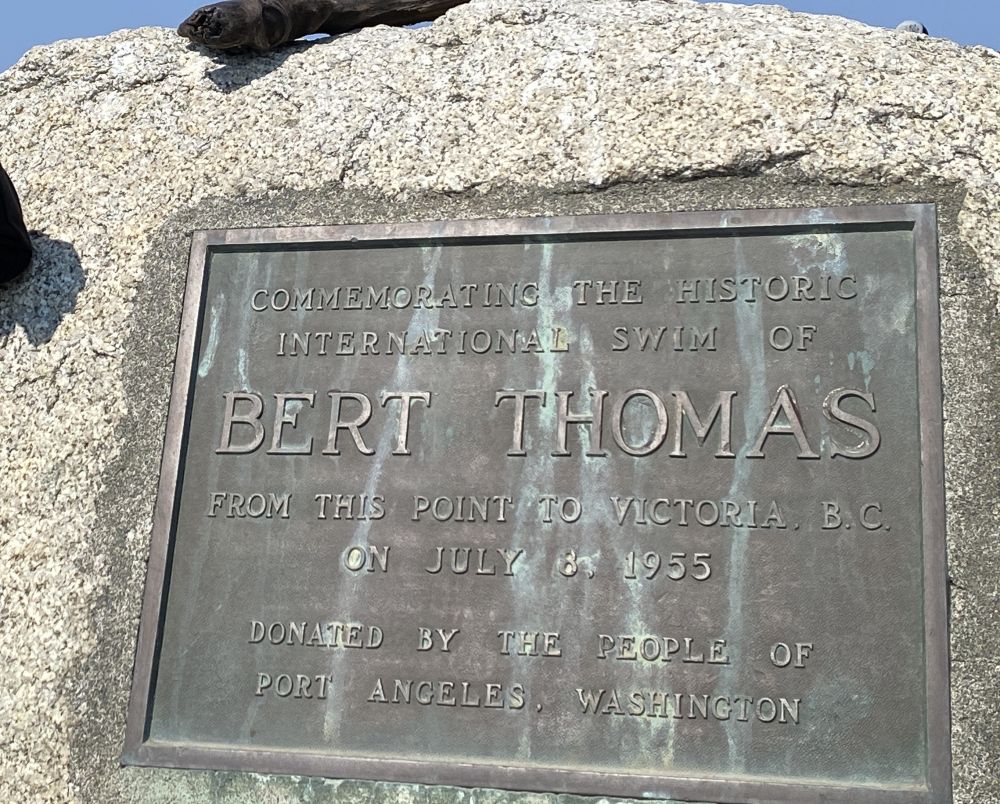 COMMEMORATING THE HISTORIC
INTERNATIONAL SWIM OF
BERT THOMAS
FROM THIS POINT TO VICTORIA, B.C.
ON JULY 8, 1955
DONATED BY THE PEOPLE OF
PORT ANGELES, WASHINGTON